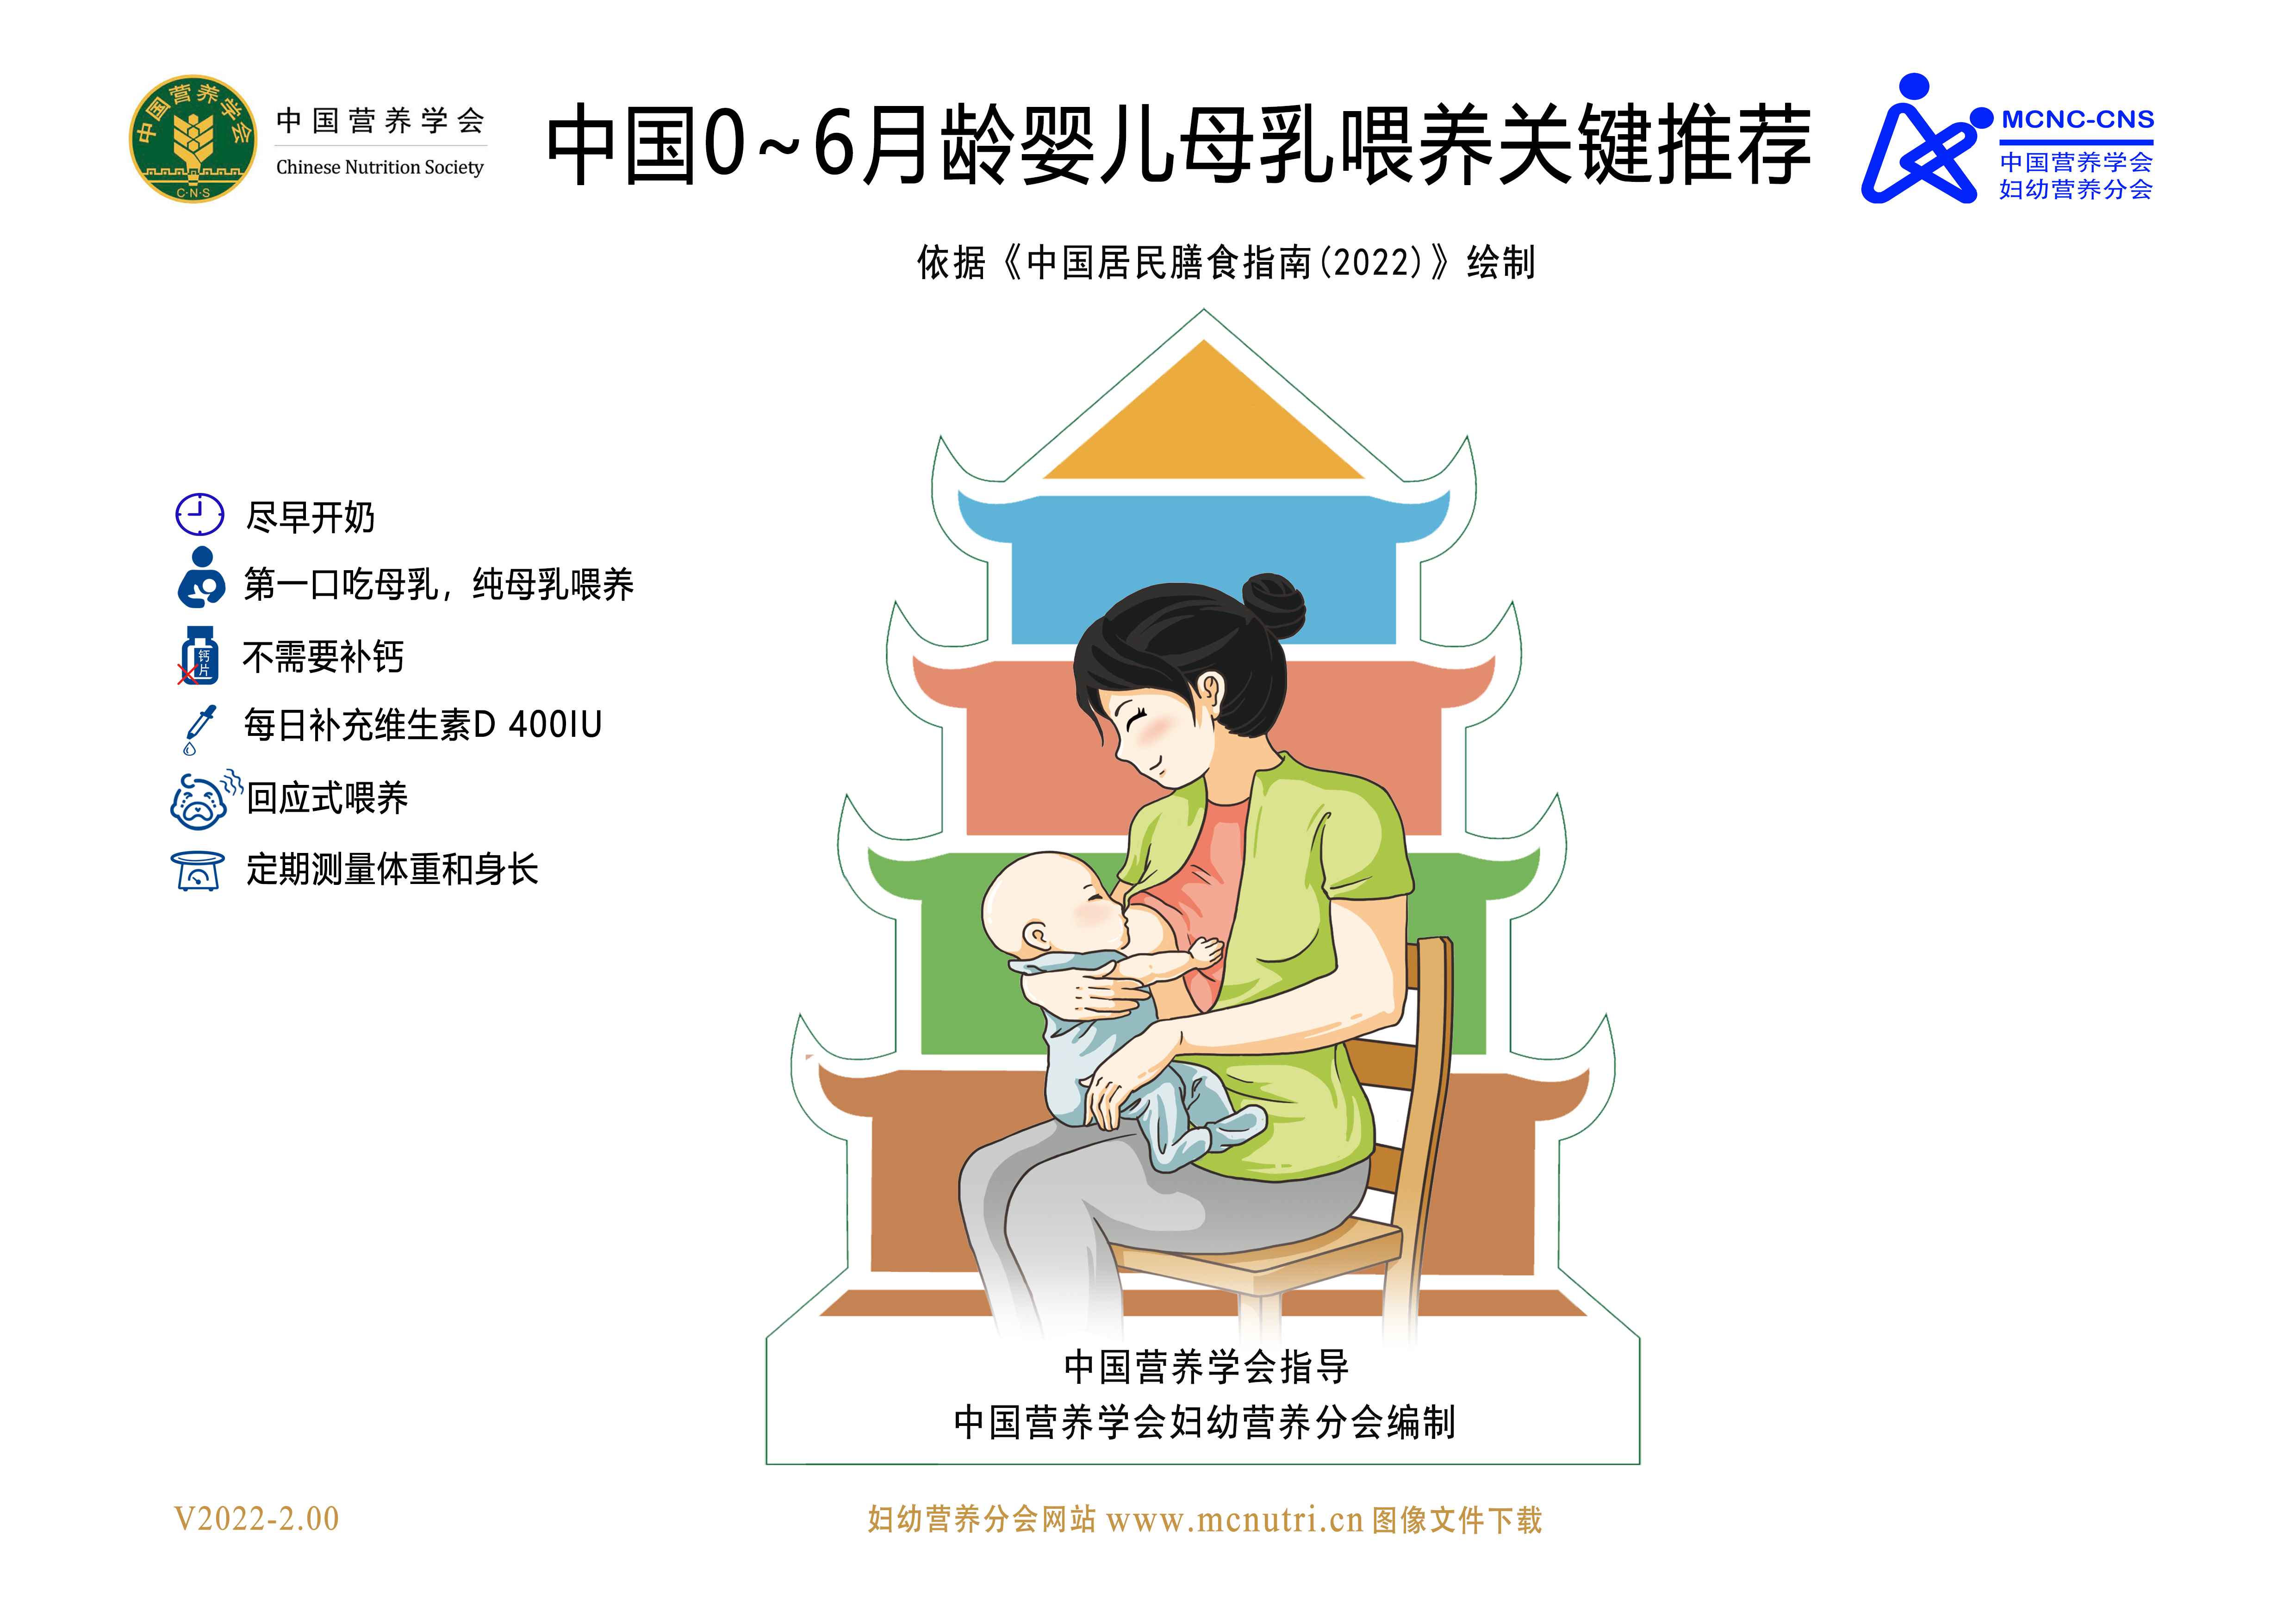 中国营养学会
C·N·S
中国营养学会
Chinese Nutrition Society
中国0~6月龄婴儿母乳喂养关键推荐
MCNC-CNS
中国营养学会
妇幼营养分会
依据《中国居民膳食指南(2022)》绘制
尽早开奶
第一口吃母乳，纯母乳喂养
钙
片
不需要补钙
每日补充维生素D 400IU
回应式喂养
定期测量体重和身长
中国营养学会指导
中国营养学会妇幼营养分会编制
V2022-2.00
妇幼营养分会网站 www.mcnutri.cn 图像文件下载